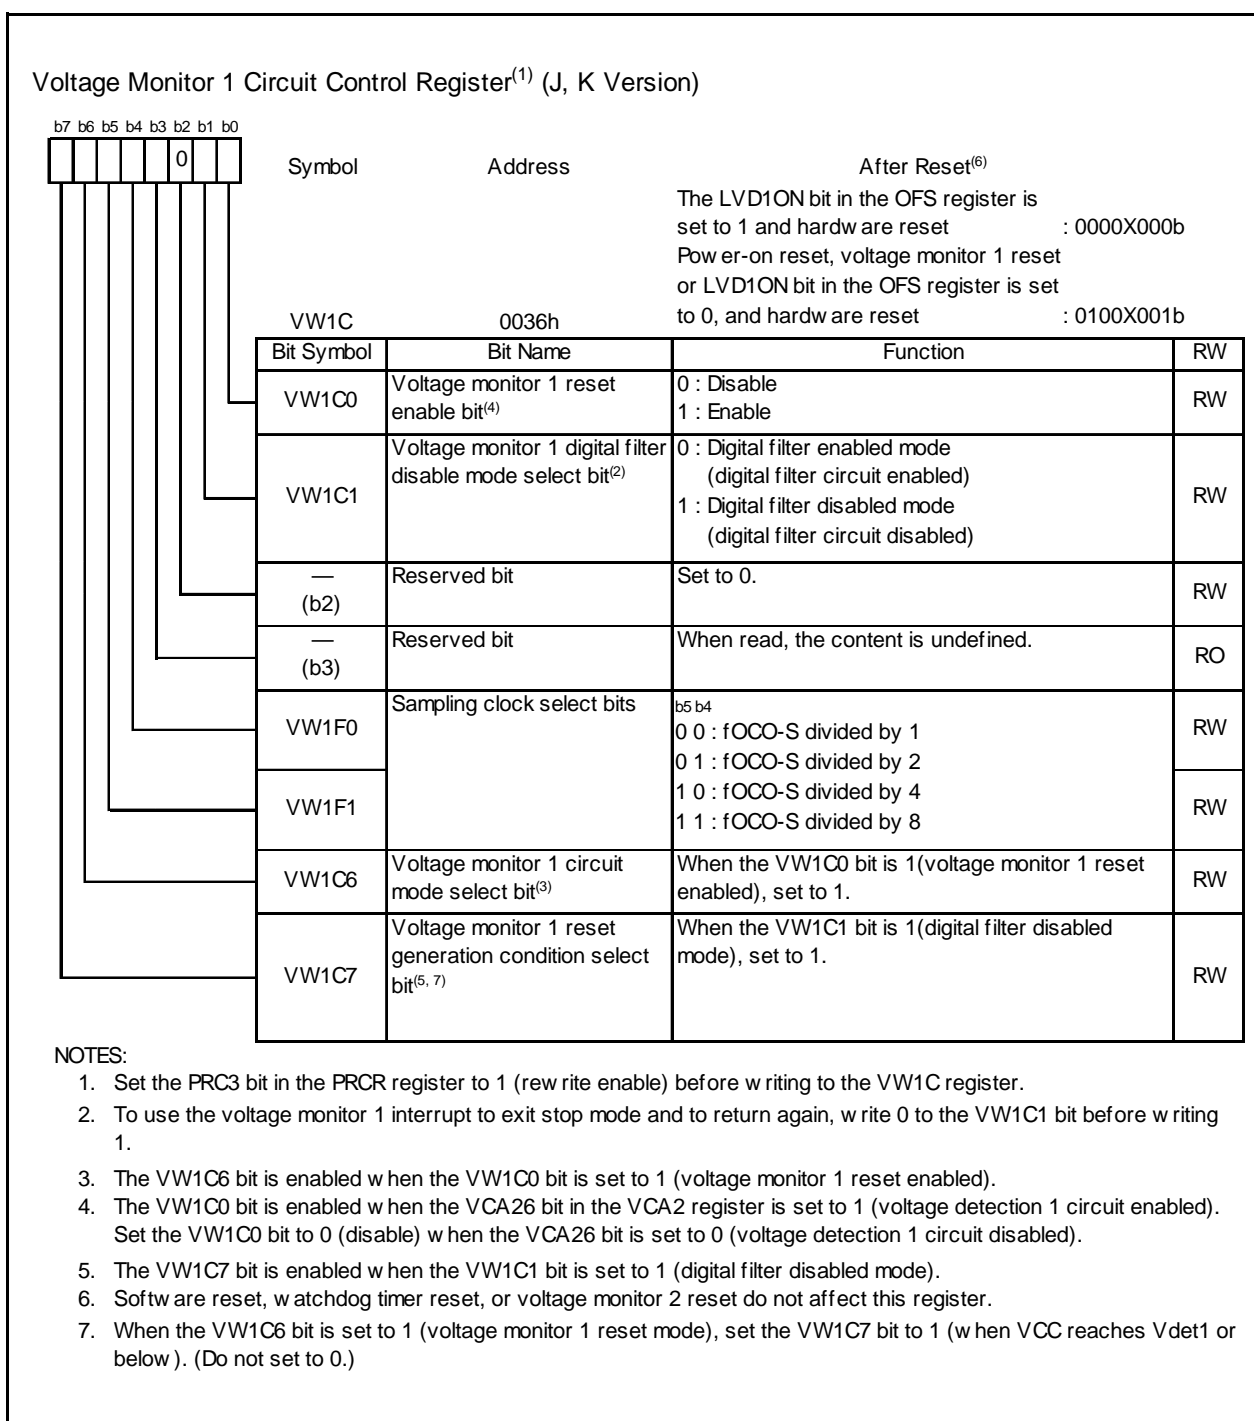 Voltage Monitor 1 Circuit Control Register(1) (J, K Version)
b7 b6 b5 b4 b3 b2 b1 b0
0
Symbol Address After Reset(6)
The LVD1ON bit in the OFS register is
set to 1 and hardware reset : 0000X000b
Power-on reset, voltage monitor 1 reset
or LVD1ON bit in the OFS register is set
VW1C 0036h to 0, and hardware reset : 0100X001b
Bit Symbol Bit Name Function RW
VW1C0 Voltage monitor 1 reset
enable bit(4)
0 : Disable
1 : Enable
RW
VW1C1 Voltage monitor 1 digital filter
disable mode select bit(2)
0 : Digital filter enabled mode
(digital filter circuit enabled)
1 : Digital filter disabled mode
(digital filter circuit disabled)
RW
—
(b2)
Reserved bit Set to 0. RW
—
(b3)
Reserved bit When read, the content is undefined. RO
VW1F0 Sampling clock select bits
b5 b4
0 0 : fOCO-S divided by 1
0 1 : fOCO-S divided by 2
RW
VW1F1
1 0 : fOCO-S divided by 4
1 1 : fOCO-S divided by 8
RW
VW1C6 Voltage monitor 1 circuit
mode select bit(3)
When the VW1C0 bit is 1(voltage monitor 1 reset
enabled), set to 1.
RW
VW1C7 Voltage monitor 1 reset
generation condition select
bit(5, 7)
When the VW1C1 bit is 1(digital filter disabled
mode), set to 1.
RW
NOTES:
1. Set the PRC3 bit in the PRCR register to 1 (rewrite enable) before writing to the VW1C register.
2. To use the voltage monitor 1 interrupt to exit stop mode and to return again, write 0 to the VW1C1 bit before writing
1.
3. The VW1C6 bit is enabled when the VW1C0 bit is set to 1 (voltage monitor 1 reset enabled).
4. The VW1C0 bit is enabled when the VCA26 bit in the VCA2 register is set to 1 (voltage detection 1 circuit enabled).
Set the VW1C0 bit to 0 (disable) when the VCA26 bit is set to 0 (voltage detection 1 circuit disabled).
5. The VW1C7 bit is enabled when the VW1C1 bit is set to 1 (digital filter disabled mode).
6. Software reset, watchdog timer reset, or voltage monitor 2 reset do not affect this register.
7. When the VW1C6 bit is set to 1 (voltage monitor 1 reset mode), set the VW1C7 bit to 1 (when VCC reaches Vdet1 or
below). (Do not set to 0.)